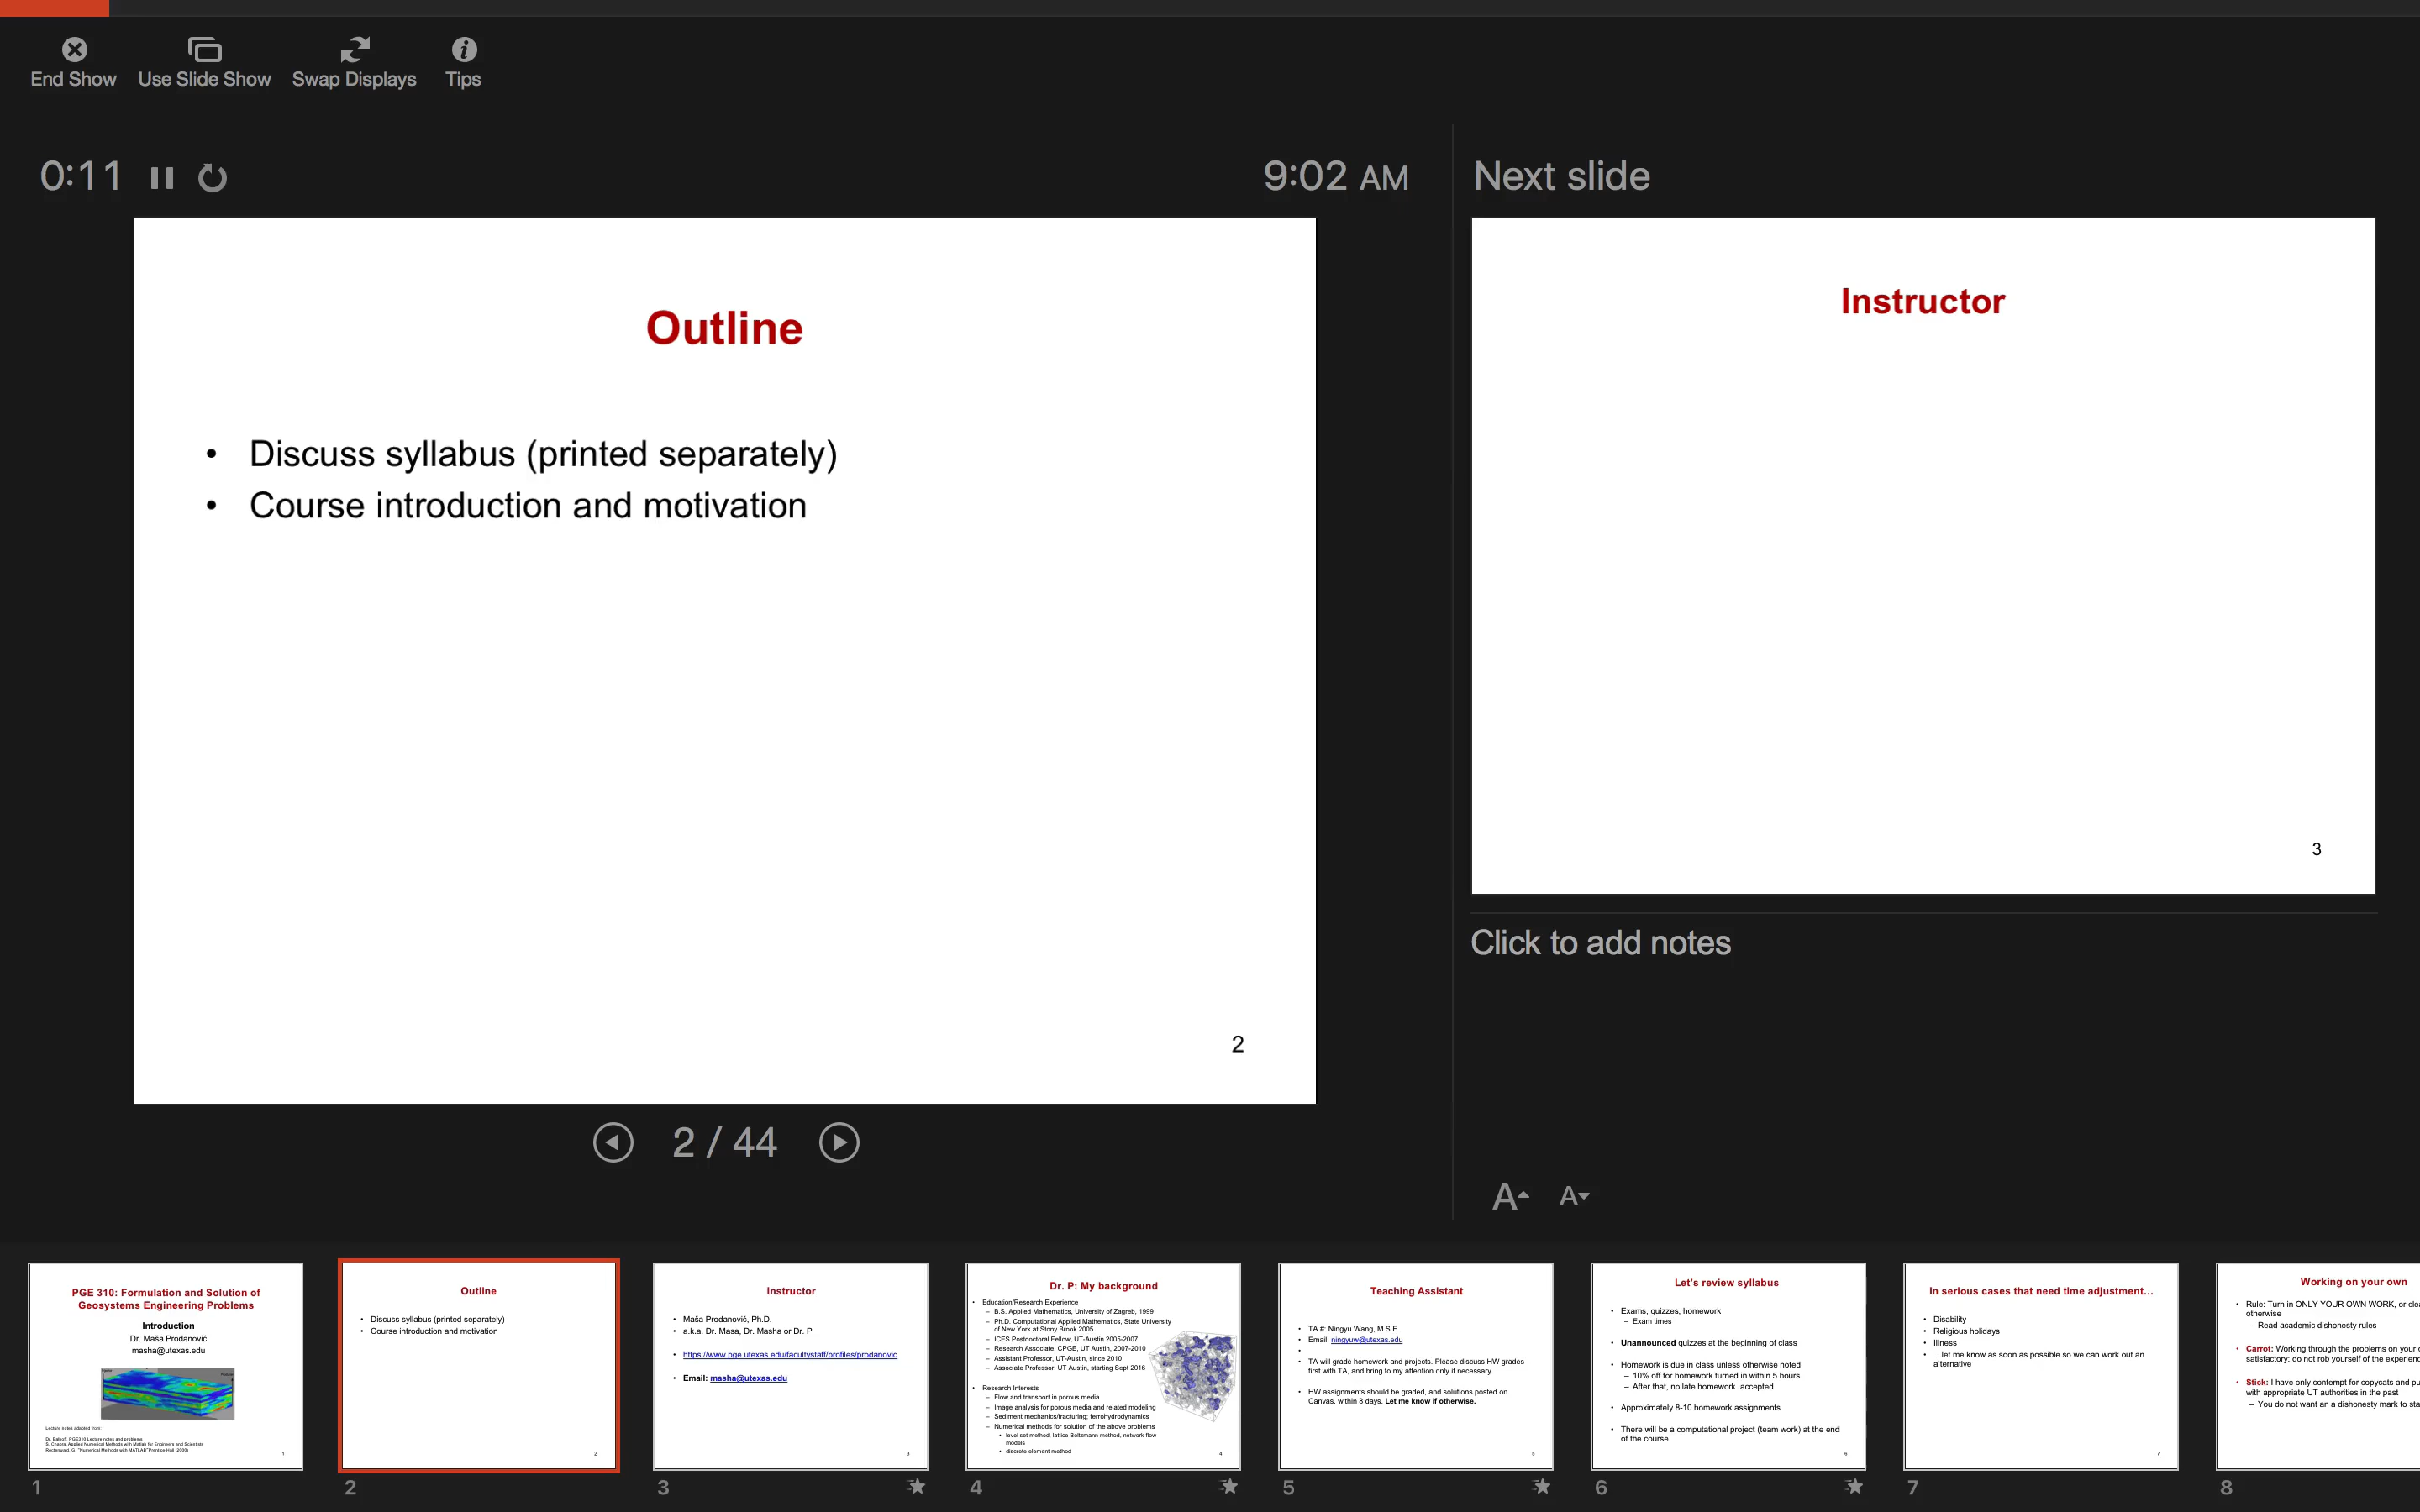 End Show
Use Slide Show
Swap Displays
Tips
0:11
9:02 AM
Next slide
Outline
• Discuss syllabus (printed separately)
• Course introduction and motivation
2
Instructor
3
Click to add notes
2 / 44
A
A
PGE 310: Formulation and Solution of
Geosystems Engineering Problems
Introduction
Dr. Maša Prodanović
masha@utexas.edu
Lecture notes adapted from:
Dr. Balhoff, PGE310 Lecture notes and problems
S. Chapra, Applied Numerical Methods with Matlab for Engineers and Scientists
Recktenwald, G. "Numerical Methods with MATLAB" Prentice-Hall (2000)
1
1
Outline
• Discuss syllabus (printed separately)
• Course introduction and motivation
2
2
Instructor
• Maša Prodanović, Ph.D.
• a.k.a. Dr. Masa, Dr. Masha or Dr. P
• https://www.pge.utexas.edu/facultystaff/profiles/prodanovic
• Email: masha@utexas.edu
3
3
Dr. P: My background
• Education/Research Experience
– B.S. Applied Mathematics, University of Zagreb, 1999
– Ph.D. Computational Applied Mathematics, State University
of New York at Stony Brook 2005
– ICES Postdoctoral Fellow, UT-Austin 2005-2007
– Research Associate, CPGE, UT Austin, 2007-2010
– Assistant Professor, UT-Austin, since 2010
– Associate Professor, UT Austin, starting Sept 2016
• Research Interests
– Flow and transport in porous media
– Image analysis for porous media and related modeling
– Sediment mechanics/fracturing; ferrohydrodynamics
– Numerical methods for solution of the above problems
• level set method, lattice Boltzmann method, network flow
models
• discrete element method
4
4
Teaching Assistant
• TA #: Ningyu Wang, M.S.E.
• Email: ningyuw@utexas.edu
•
• TA will grade homework and projects. Please discuss HW grades
first with TA, and bring to my attention only if necessary.
• HW assignments should be graded, and solutions posted on
Canvas, within 8 days. Let me know if otherwise.
5
5
Let's review syllabus
• Exams, quizzes, homework
– Exam times
• Unannounced quizzes at the beginning of class
• Homework is due in class unless otherwise noted
– 10% off for homework turned in within 5 hours
– After that, no late homework accepted
• Approximately 8-10 homework assignments
• There will be a computational project (team work) at the end
of the course.
6
6
In serious cases that need time adjustment…
• Disability
• Religious holidays
• Illness
• …let me know as soon as possible so we can work out an
alternative
7
7
Working on your own
• Rule: Turn in ONLY YOUR OWN WORK, or
otherwise
– Read academic dishonesty rules
• Carrot: Working through the problems on your
satisfactory: do not rob yourself of the
• Stick: I have only contempt for copycats and
with appropriate UT authorities in the past
– You do not want an a dishonesty mark to
8